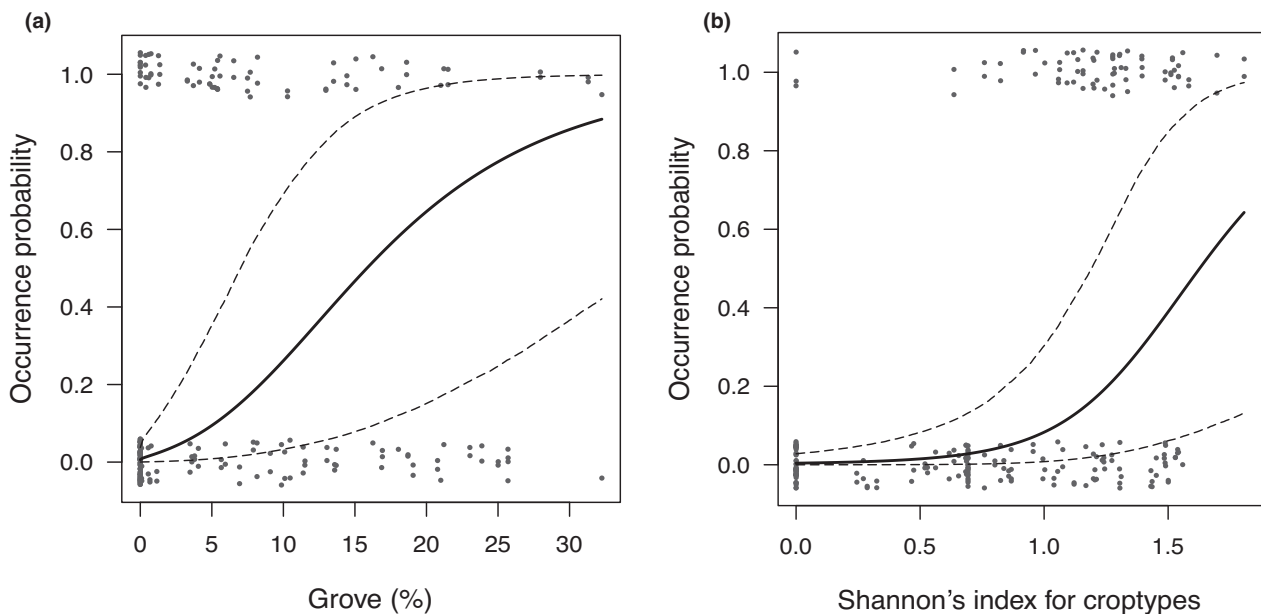 (a)
Occurrence probability
1.0
0.8
0.6
0.4
0.2
0.0
0 5 10 15 20 25 30
Grove (%)
(b)
Occurrence probability
1.0
0.8
0.6
0.4
0.2
0.0
0.0 0.5 1.0 1.5
Shannon's index for croptypes